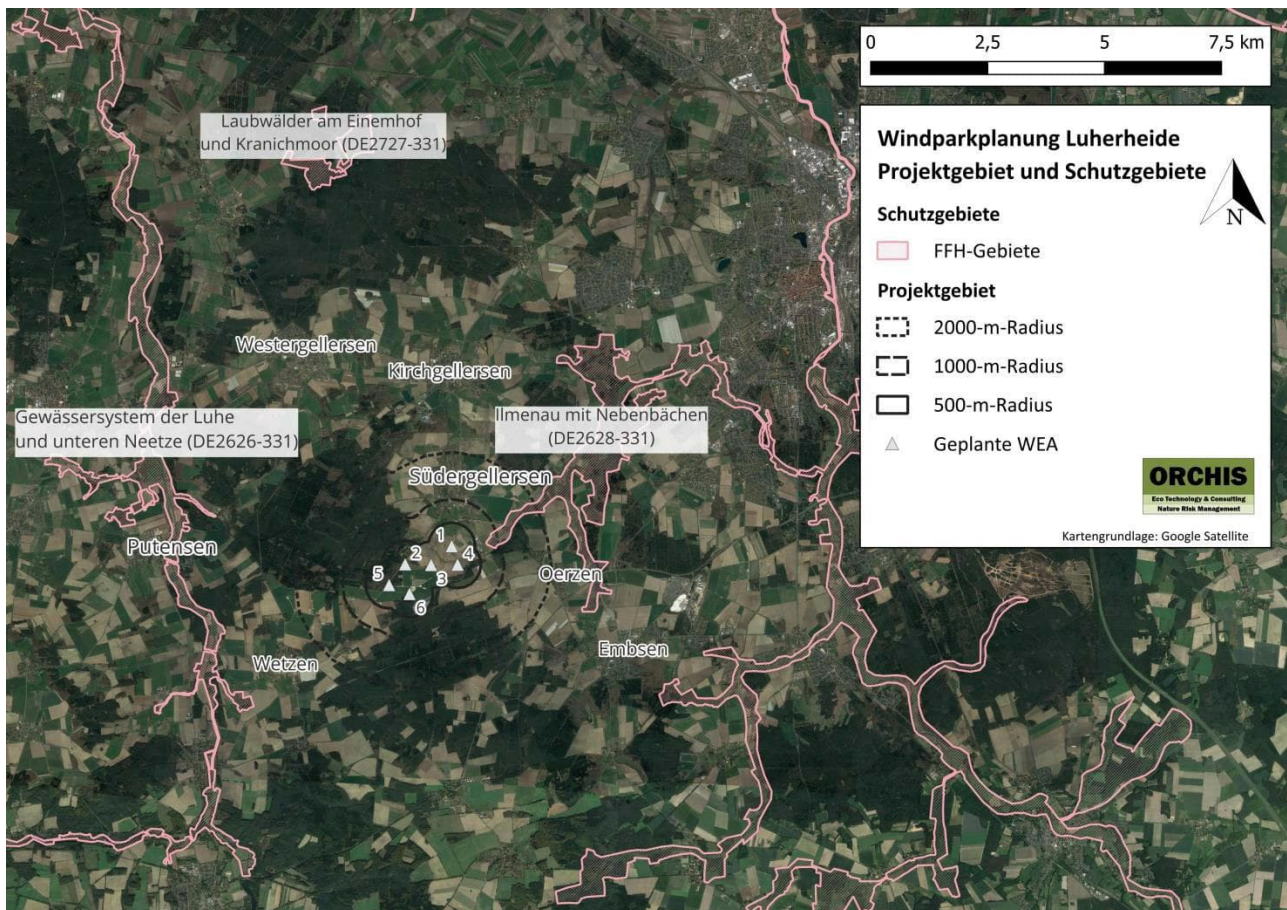 0 2,5 5 7,5 km
Windparkplanung Luherheide
Projektgebiet und Schutzgebiete
N
Schutzgebiete
FFH-Gebiete
Projektgebiet
2000-m-Radius
1000-m-Radius
500-m-Radius
Geplante WEA
ORCHIS
Eco Technology & Consulting
Nature Risk Management
Kartengrundlage: Google Satellite
Laubwälder am Einemhof
und Kranichmoor (DE2727-331)
Westergellersen
Kirchgellersen
Gewässersystem der Luhe
und unteren Neetze (DE2626-331)
Ilmenau mit Nebenbächen
(DE2628-331)
Südergellersen
Putensen
1
2
4
5
3
6
Oerzen
Embsen
Wetzen